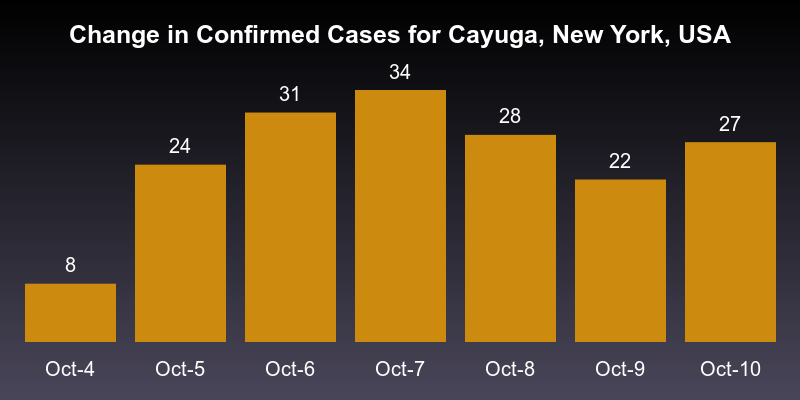 Change in Confirmed Cases for Cayuga, New York, USA
8
24
31
34
28
22
27
Oct-4
Oct-5
Oct-6
Oct-7
Oct-8
Oct-9
Oct-10